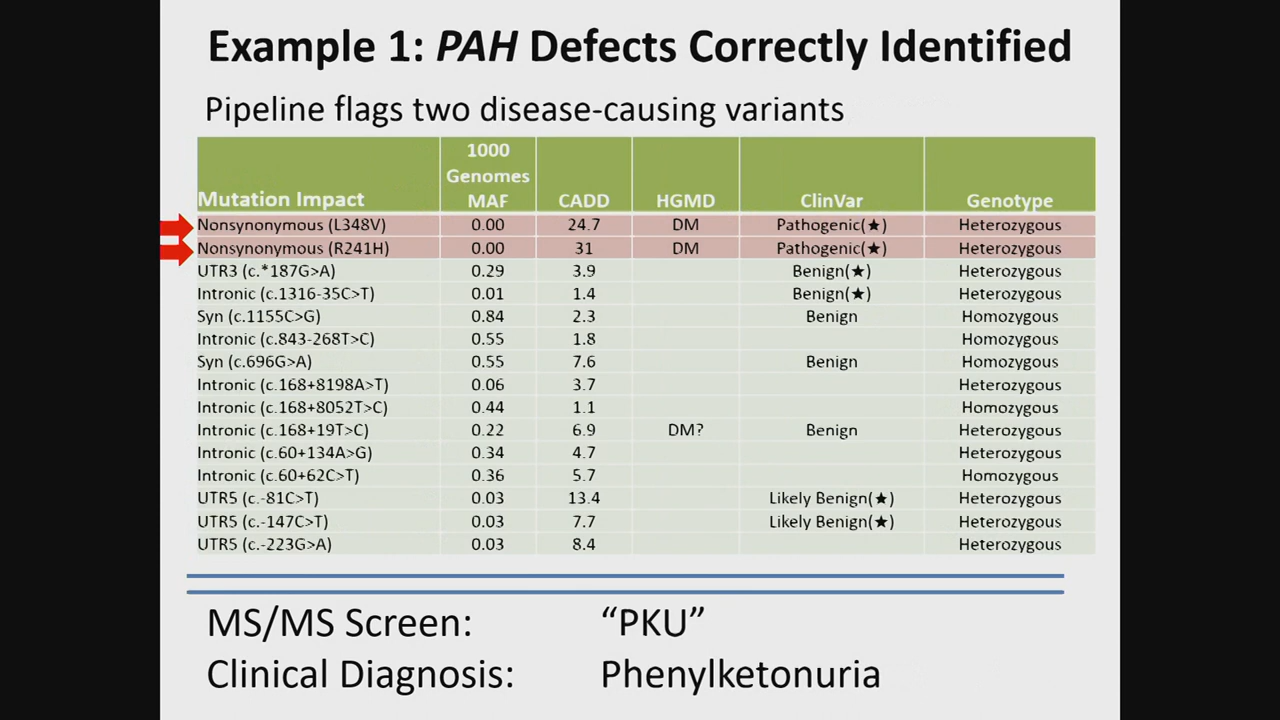 Example 1: PAH Defects Correctly Identified
Pipeline flags two disease-causing variants
Mutation Impact 1000 Genomes MAF CADD HGMD ClinVar Genotype
Nonsynonymous (L348V) 0.00 24.7 DM Pathogenic(★) Heterozygous
Nonsynonymous (R241H) 0.00 31 DM Pathogenic(★) Heterozygous
UTR3 (c.*187G>A) 0.29 3.9 Benign(★) Heterozygous
Intronic (c.1316-35C>T) 0.01 1.4 Benign(★) Heterozygous
Syn (c.1155C>G) 0.84 2.3 Benign Homozygous
Intronic (c.843-268T>C) 0.55 1.8 Homozygous
Syn (c.696G>A) 0.55 7.6 Benign Homozygous
Intronic (c.168+8198A>T) 0.06 3.7 Heterozygous
Intronic (c.168+8052T>C) 0.44 1.1 Homozygous
Intronic (c.168+19T>C) 0.22 6.9 DM? Benign Heterozygous
Intronic (c.60+134A>G) 0.34 4.7 Heterozygous
Intronic (c.60+62C>T) 0.36 5.7 Homozygous
UTR5 (c.-81C>T) 0.03 13.4 Likely Benign(★) Heterozygous
UTR5 (c.-147C>T) 0.03 7.7 Likely Benign(★) Heterozygous
UTR5 (c.-223G>A) 0.03 8.4 Heterozygous
MS/MS Screen: “PKU”
Clinical Diagnosis: Phenylketonuria